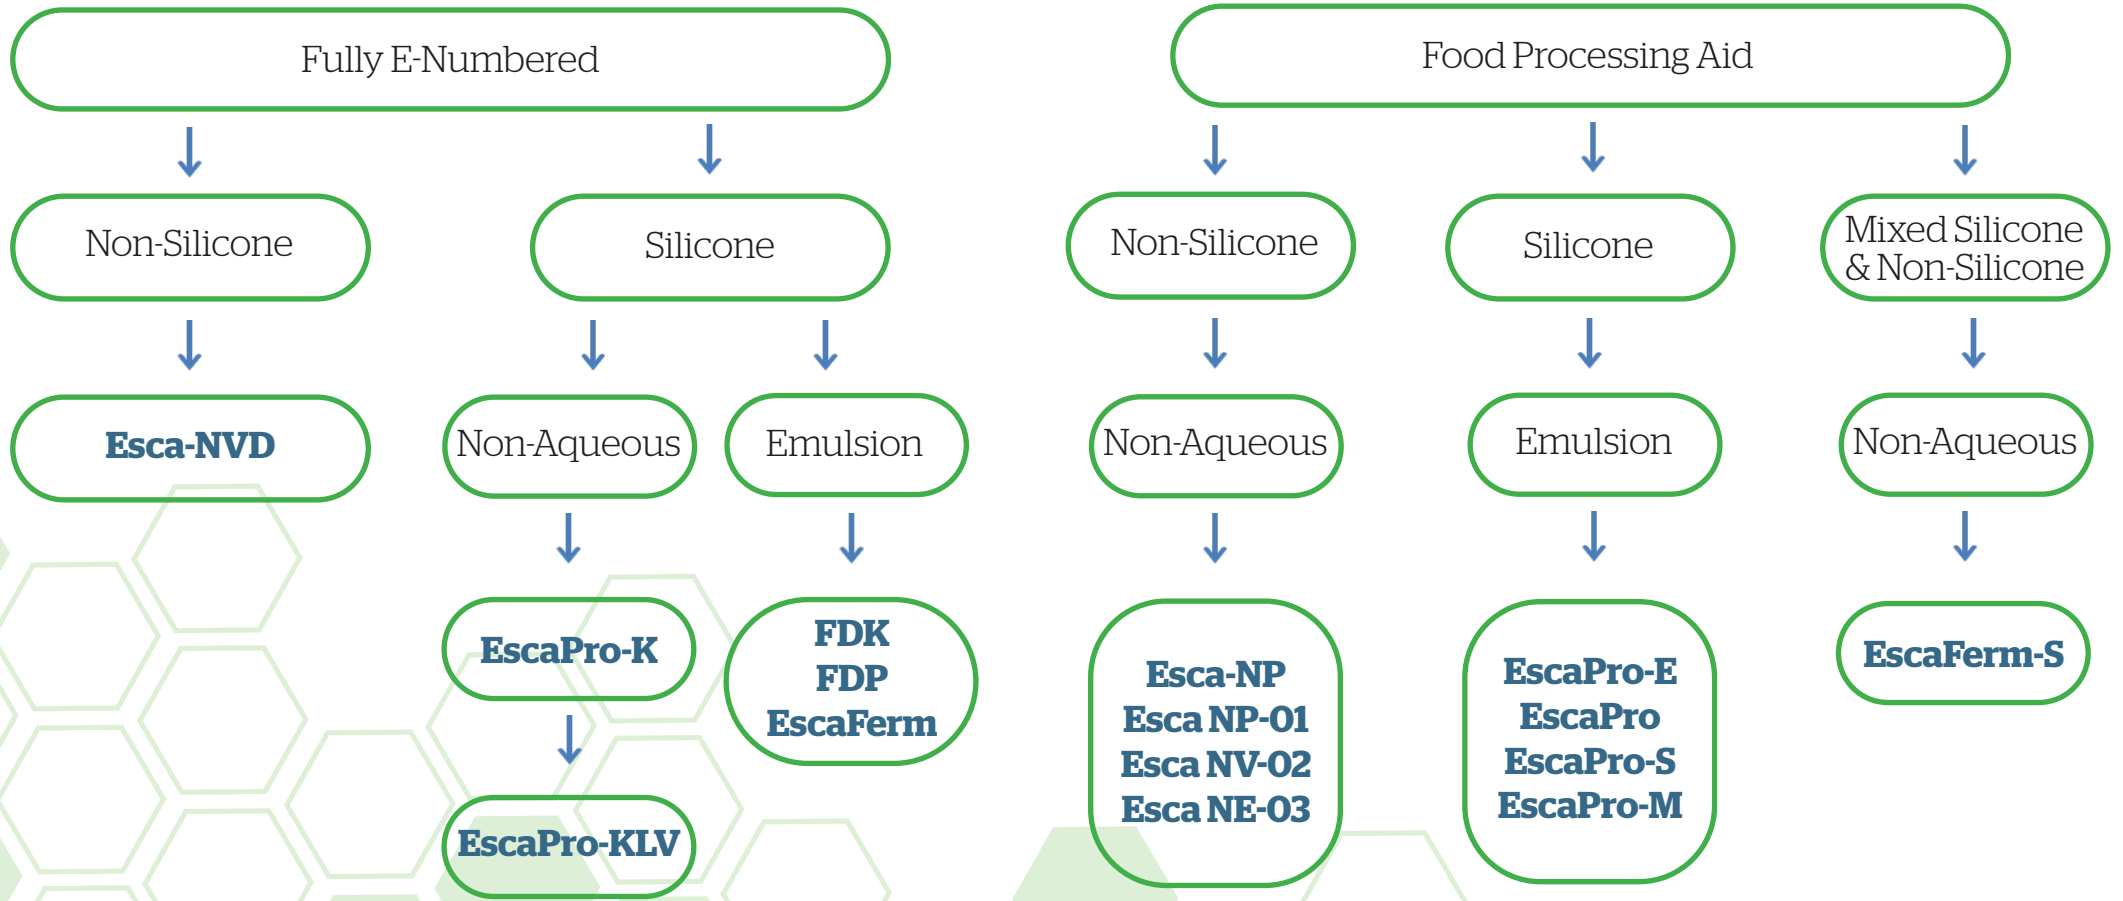 Fully E-Numbered
Food Processing Aid
Non-Silicone
Silicone
Non-Silicone
Silicone
Mixed Silicone
& Non-Silicone
Esca-NVD
Non-Aqueous
Emulsion
Non-Aqueous
Emulsion
Non-Aqueous
EscaPro-K
FDK
FDP
EscaFerm
EscaPro-KLV
Esca-NP
Esca NP-01
Esca NV-02
Esca NE-03
EscaPro-E
EscaPro
EscaPro-S
EscaPro-M
EscaFerm-S